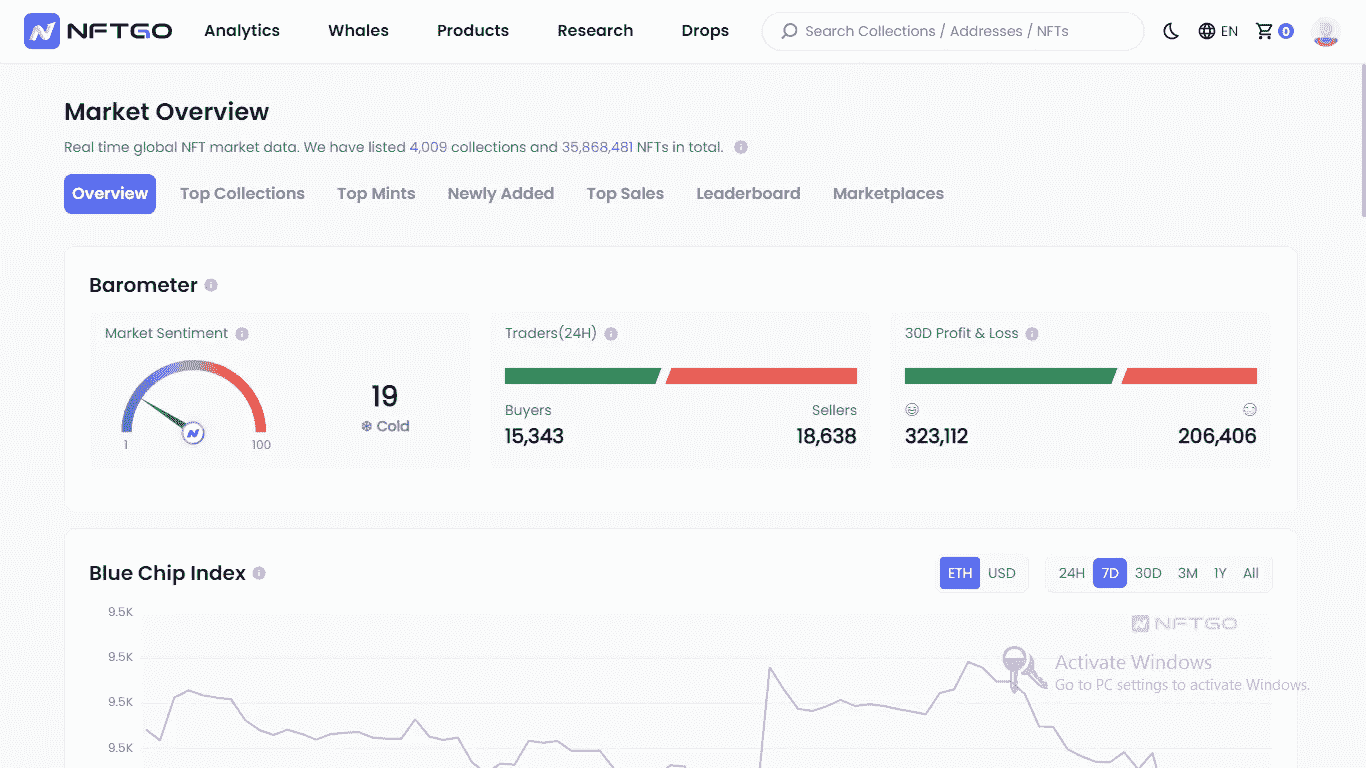 NFTGO Analytics Whales Products Research Drops Search Collections / Addresses / NFTs EN 0
Market Overview
Real time global NFT market data. We have listed 4,009 collections and 35,868,481 NFTs in total.
Overview Top Collections Top Mints Newly Added Top Sales Leaderboard Marketplaces
Barometer
Market Sentiment
19
Cold
1 100
Traders(24H)
Buyers Sellers
15,343 18,638
30D Profit & Loss
323,112 206,406
Blue Chip Index ETH USD 24H 7D 30D 3M 1Y All
9.5K
9.5K
9.5K
9.5K
NFTGO
Activate Windows
Go to PC settings to activate Windows.